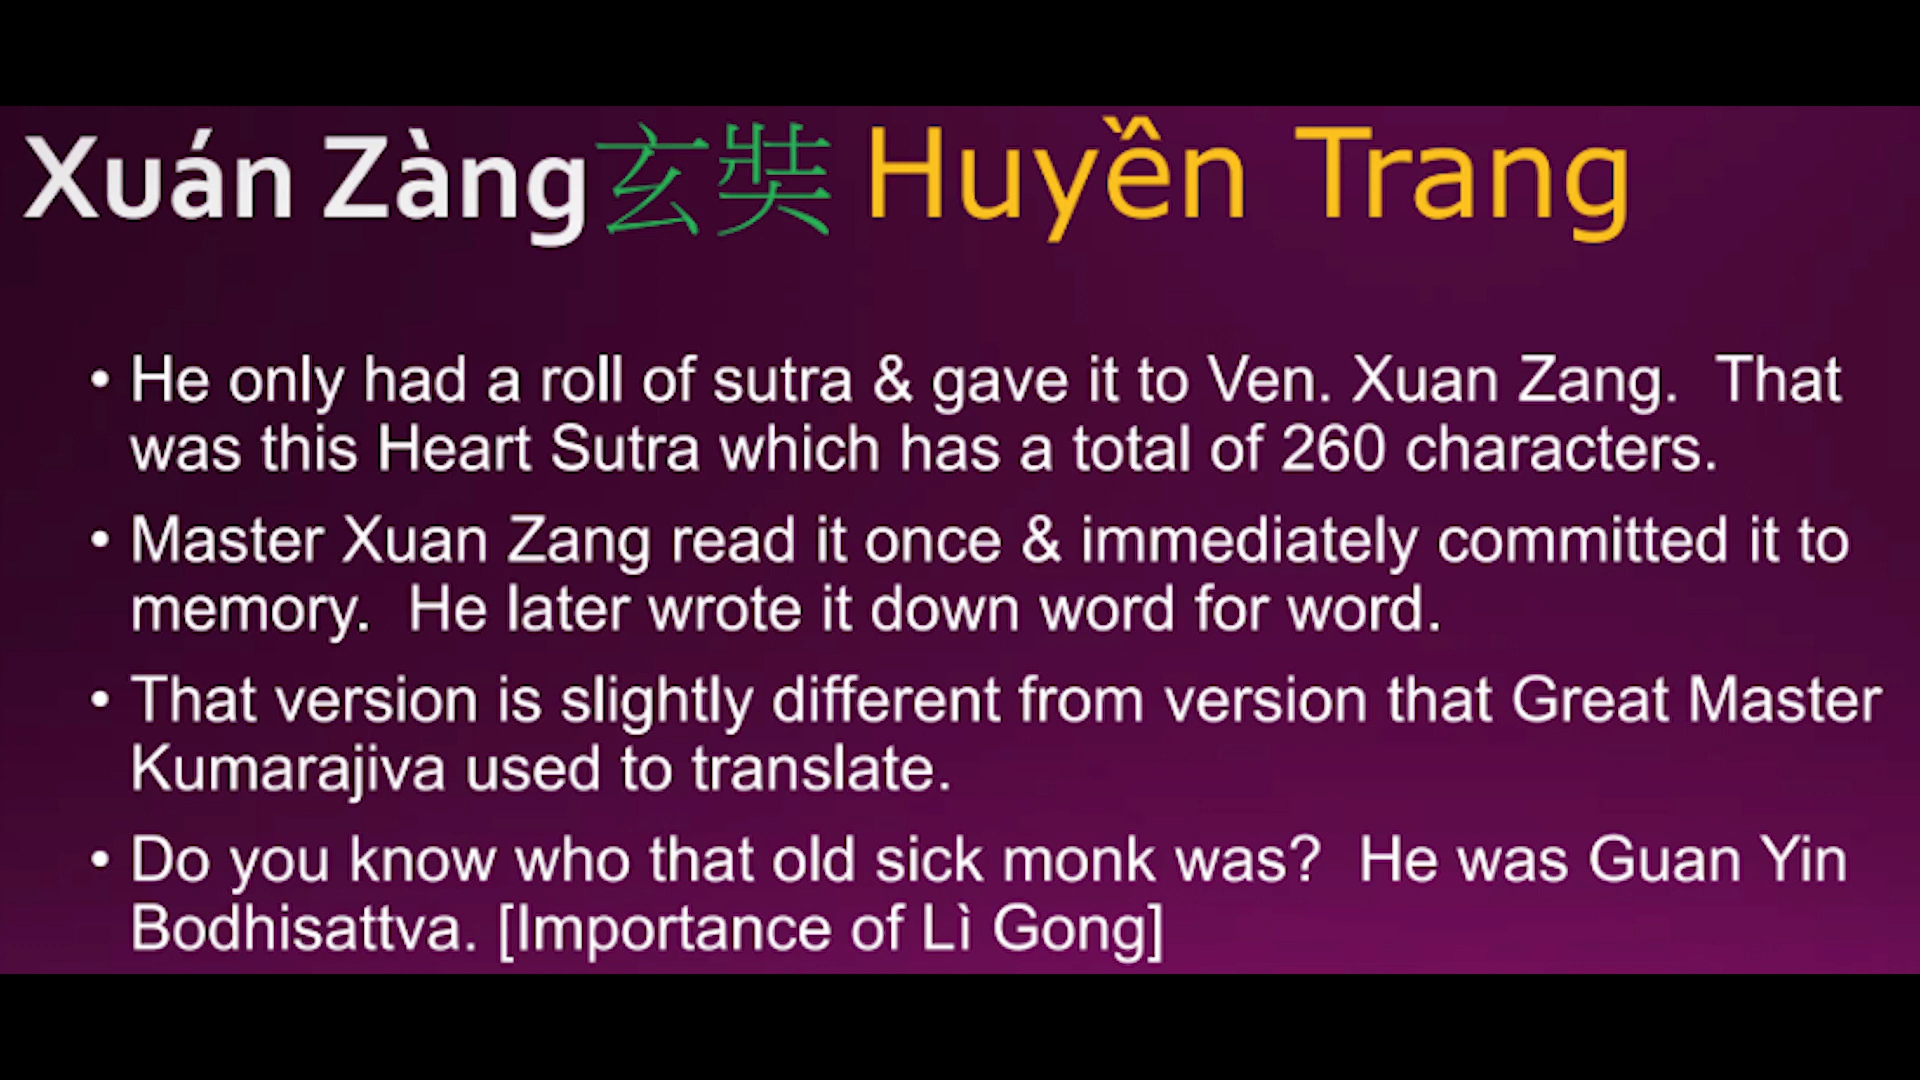 Xuán Zàng玄奘 Huyền Trang
• He only had a roll of sutra & gave it to Ven. Xuan Zang.  That
was this Heart Sutra which has a total of 260 characters.
• Master Xuan Zang read it once & immediately committed it to
memory.  He later wrote it down word for word.
• That version is slightly different from version that Great Master
Kumarajiva used to translate.
• Do you know who that old sick monk was?  He was Guan Yin
Bodhisattva. [Importance of Lì Gong]